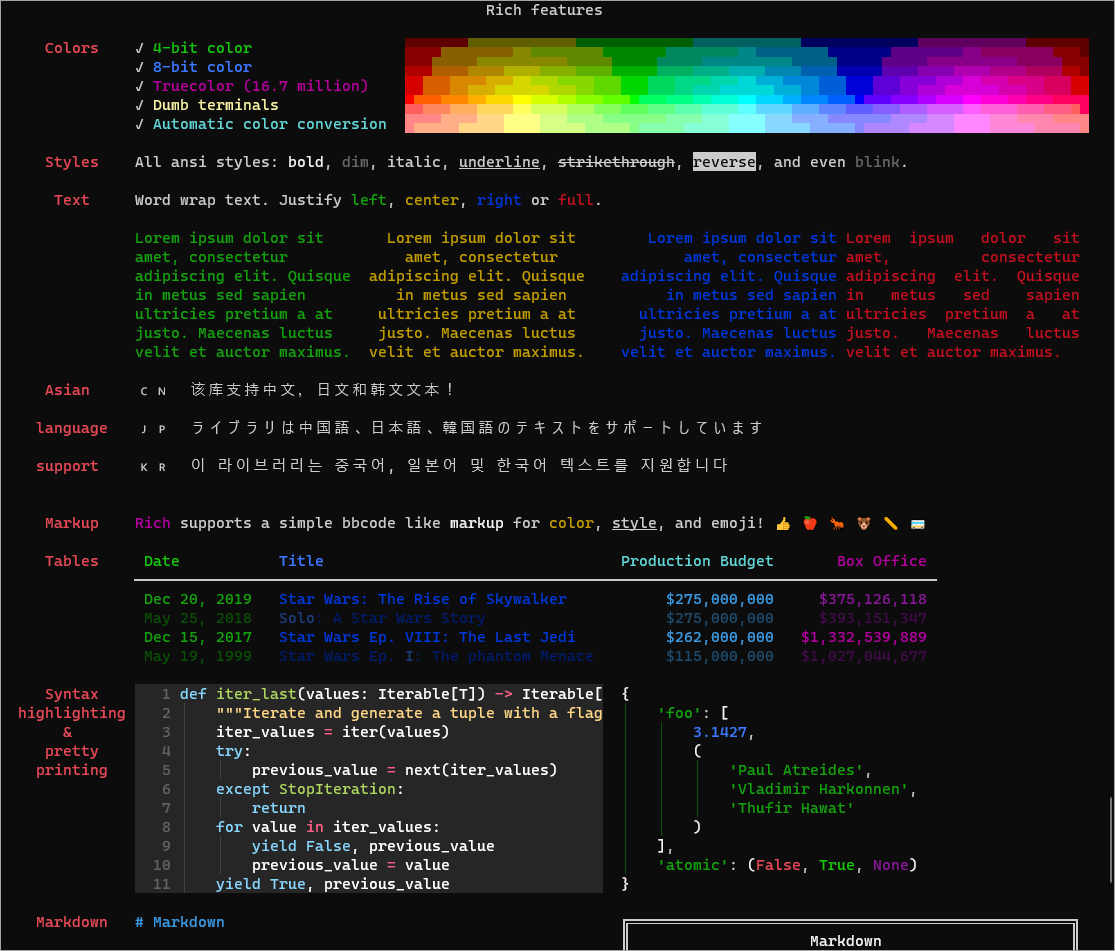 Rich features
Colors ✓ 4-bit color
✓ 8-bit color
✓ Truecolor (16.7 million)
✓ Dumb terminals
✓ Automatic color conversion
Styles All ansi styles: bold, dim, italic, underline, strikethrough, reverse, and even blink.
Text Word wrap text. Justify left, center, right or full.
Lorem ipsum dolor sit Lorem ipsum dolor sit Lorem ipsum dolor sit Lorem ipsum dolor sit
amet, consectetur amet, consectetur amet, consectetur amet, consectetur
adipiscing elit. Quisque adipiscing elit. Quisque adipiscing elit. Quisque adipiscing elit. Quisque
in metus sed sapien in metus sed sapien in metus sed sapien in metus sed sapien
ultricies pretium a at ultricies pretium a at ultricies pretium a at ultricies pretium a at
justo. Maecenas luctus justo. Maecenas luctus justo. Maecenas luctus justo. Maecenas luctus
velit et auctor maximus. velit et auctor maximus. velit et auctor maximus. velit et auctor maximus.
Asian CN 该库支持中文，日文和韩文文本！
language JP ライブラリは中国語、日本語、韓国語のテキストをサポートしています
support KR 이 라이브러리는 중국어, 일본어 및 한국어 텍스트를 지원합니다
Markup Rich supports a simple bbcode like markup for color, style, and emoji! 👍 🍎 🐜 🐻 🥖 🚌
Tables Date Title Production Budget Box Office
Dec 20, 2019 Star Wars: The Rise of Skywalker $275,000,000 $375,126,118
May 25, 2018 Solo: A Star Wars Story $275,000,000 $393,151,347
Dec 15, 2017 Star Wars Ep. VIII: The Last Jedi $262,000,000 $1,332,539,889
May 19, 1999 Star Wars Ep. I: The phantom Menace $115,000,000 $1,027,044,677
Syntax 1 def iter_last(values: Iterable[T]) -> Iterable[ {
highlighting 2 """Iterate and generate a tuple with a flag 'foo': [
& 3 iter_values = iter(values) 3.1427,
pretty 4 try: (
printing 5 previous_value = next(iter_values) 'Paul Atreides',
6 except StopIteration: 'Vladimir Harkonnen',
7 return 'Thufir Hawat'
8 for value in iter_values: )
9 yield False, previous_value ],
10 previous_value = value 'atomic': (False, True, None)
11 yield True, previous_value }
Markdown # Markdown
Markdown